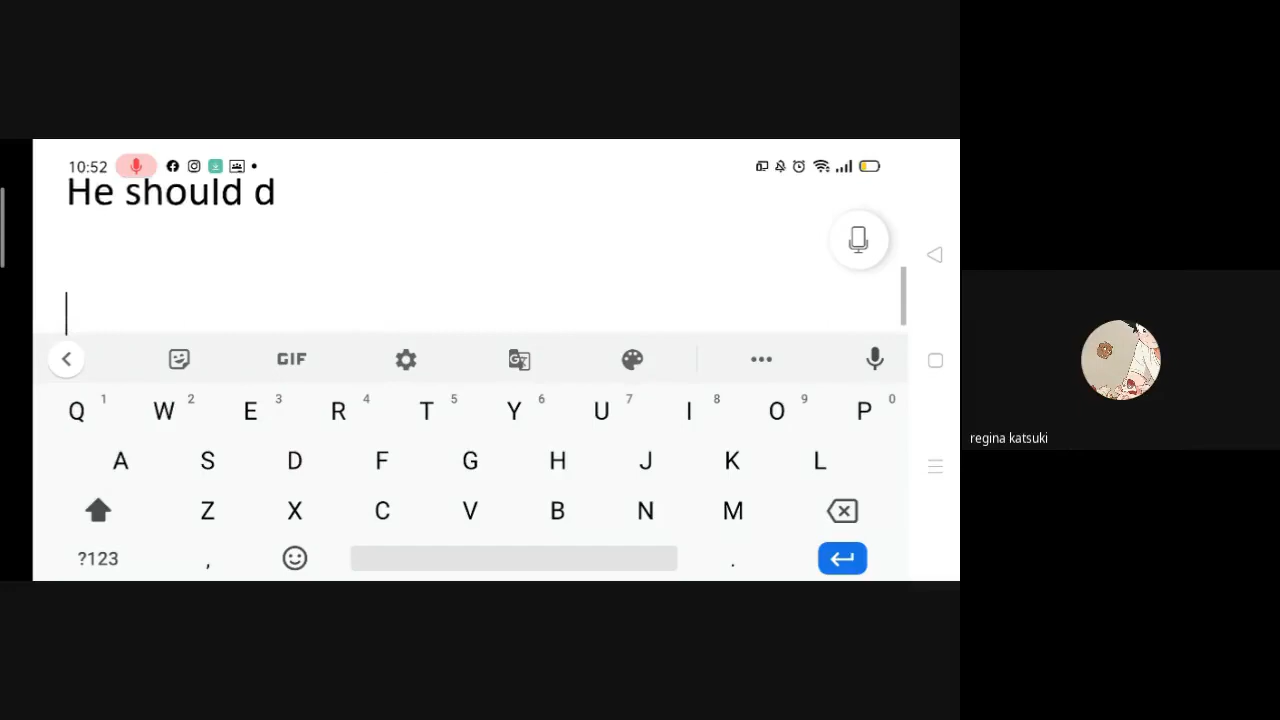 10:52
He should d
GIF
Q 1 W 2 E 3 R 4 T 5 Y 6 U 7 I 8 O 9 P 0
A S D F G H J K L
Z X C V B N M
?123 , .
regina katsuki